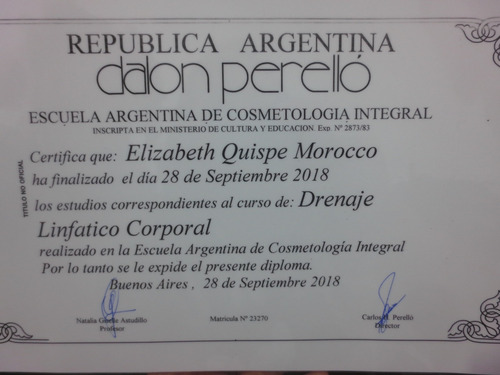 REPUBLICA ARGENTINA
dalon perelló
ESCUELA ARGENTINA DE COSMETOLOGIA INTEGRAL
INSCRIPTA EN EL MINISTERIO DE CULTURA Y EDUCACION. Exp. Nº 2873/83
Certifica que: Elizabeth Quispe Morocco
ha finalizado el día 28 de Septiembre 2018
los estudios correspondientes al curso de: Drenaje
Linfatico Corporal
realizado en la Escuela Argentina de Cosmetología Integral
Por lo tanto se le expide el presente diploma.
Buenos Aires , 28 de Septiembre 2018
Natalia Astudillo Matricula Nº 23270 Carlos Perelló
Profesor Director
TITULO NO OFICIAL